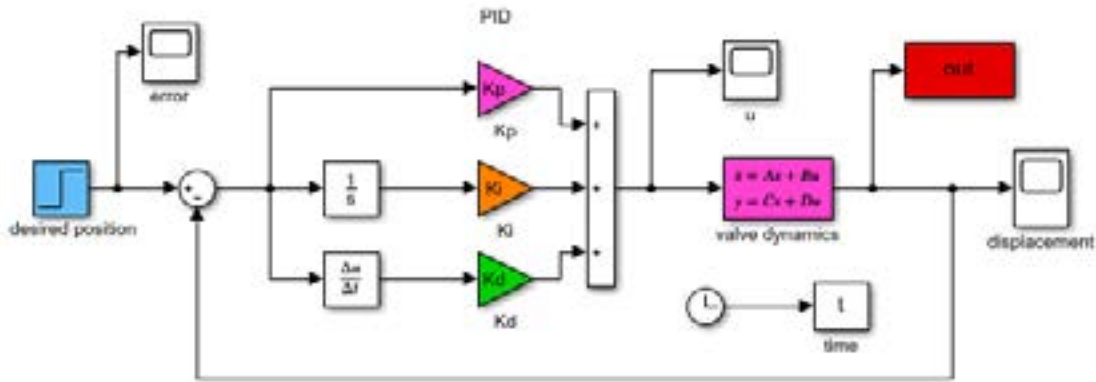 PID
error
Kp
Kp
u
out
desired position
+
-
1
s
Ki
Ki
+
+
+
ẋ = Ax + Bu
y = Cx + Du
valve dynamics
displacement
Δu
Δt
Kd
Kd
t
time